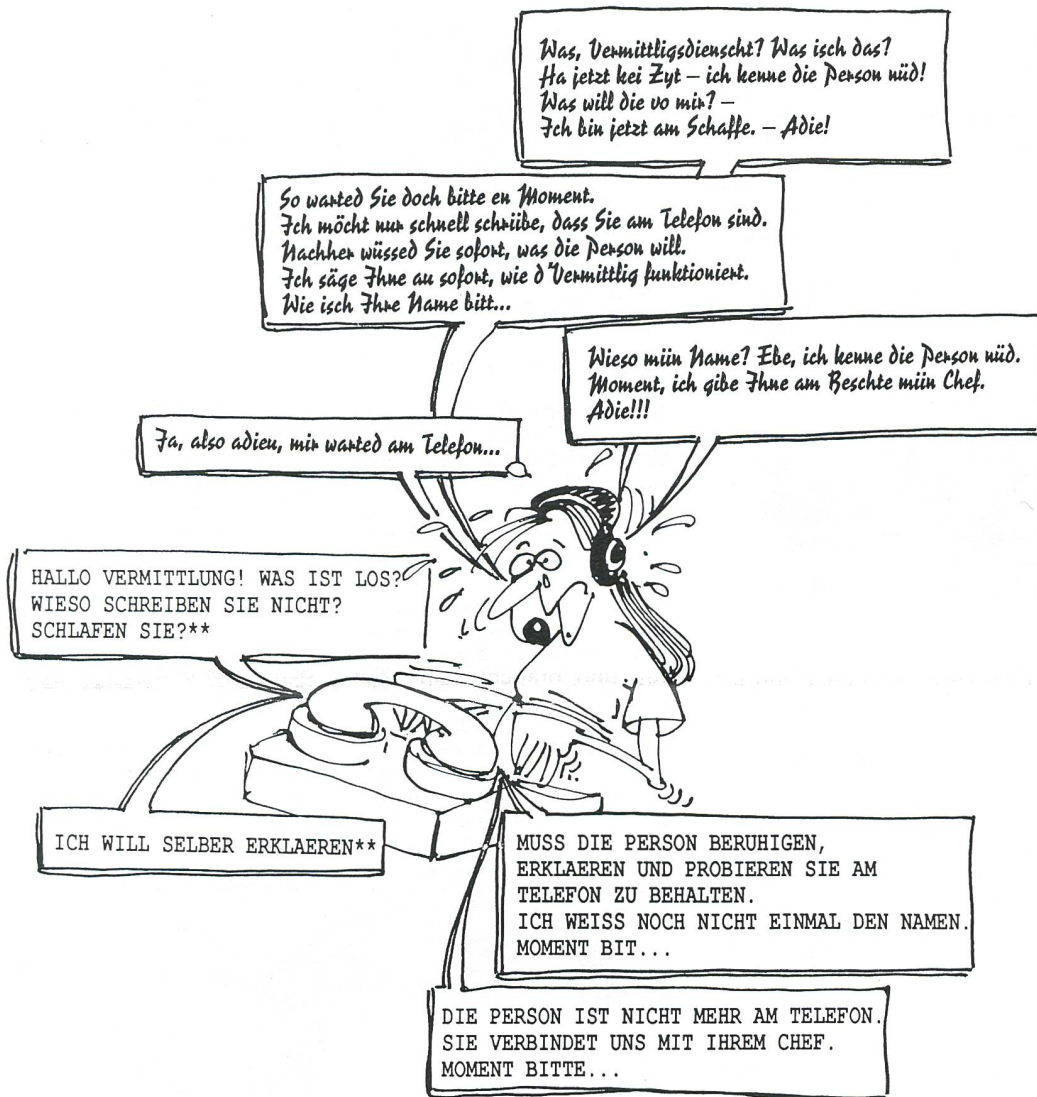 Was, Vermittligsdienscht? Was isch das?
Ha jetzt kei Zyt – ich kenne die Person nüd!
Was will die vo mir? –
Ich bin jetzt am Schaffe. – Adie!
So warted Sie doch bitte en Moment.
Ich möcht nur schnell schriibe, dass Sie am Telefon sind.
Nachher wüssed Sie sofort, was die Person will.
Ich säge Ihne au sofort, wie d'Vermittlig funktioniert.
Wie isch Ihre Name bitt...
Wieso miin Name? Ebe, ich kenne die Person nüd.
Moment, ich gibe Ihne am Beschte miin Chef.
Adie!!!
Ja, also adieu, mir warted am Telefon...
HALLO VERMITTLUNG! WAS IST LOS?
WIESO SCHREIBEN SIE NICHT?
SCHLAFEN SIE?**
ICH WILL SELBER ERKLAEREN**
MUSS DIE PERSON BERUHIGEN,
ERKLAEREN UND PROBIEREN SIE AM
TELEFON ZU BEHALTEN.
ICH WEISS NOCH NICHT EINMAL DEN NAMEN.
MOMENT BIT...
DIE PERSON IST NICHT MEHR AM TELEFON.
SIE VERBINDET UNS MIT IHREM CHEF.
MOMENT BITTE...